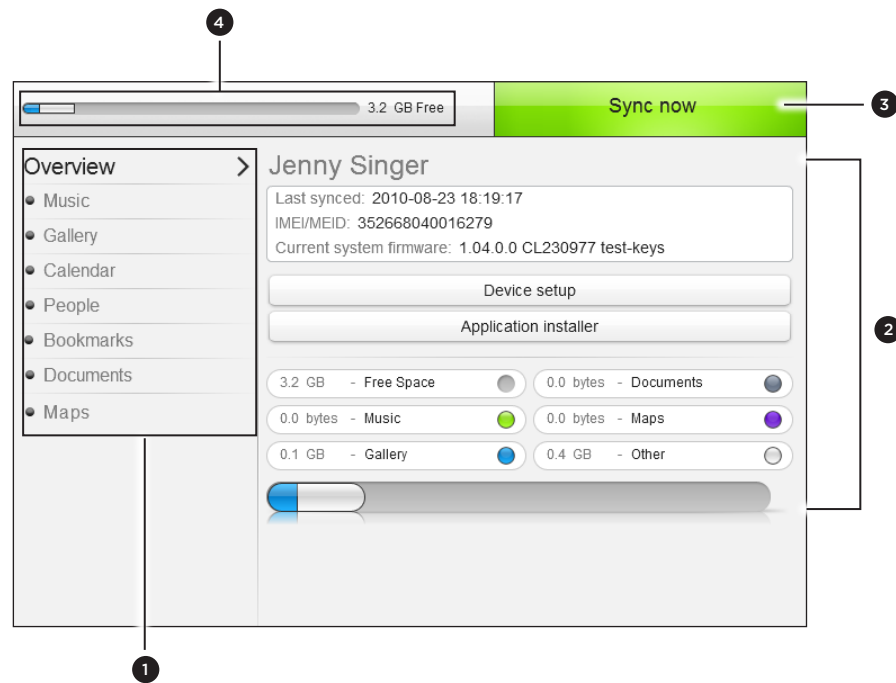 4
3.2 GB Free
Sync now
3
Overview
Music
Gallery
Calendar
People
Bookmarks
Documents
Maps
1
Jenny Singer
Last synced: 2010-08-23 18:19:17
IMEI/MEID: 352668040016279
Current system firmware: 1.04.0.0 CL230977 test-keys
Device setup
Application installer
3.2 GB - Free Space
0.0 bytes - Documents
0.0 bytes - Music
0.0 bytes - Maps
0.1 GB - Gallery
0.4 GB - Other
2